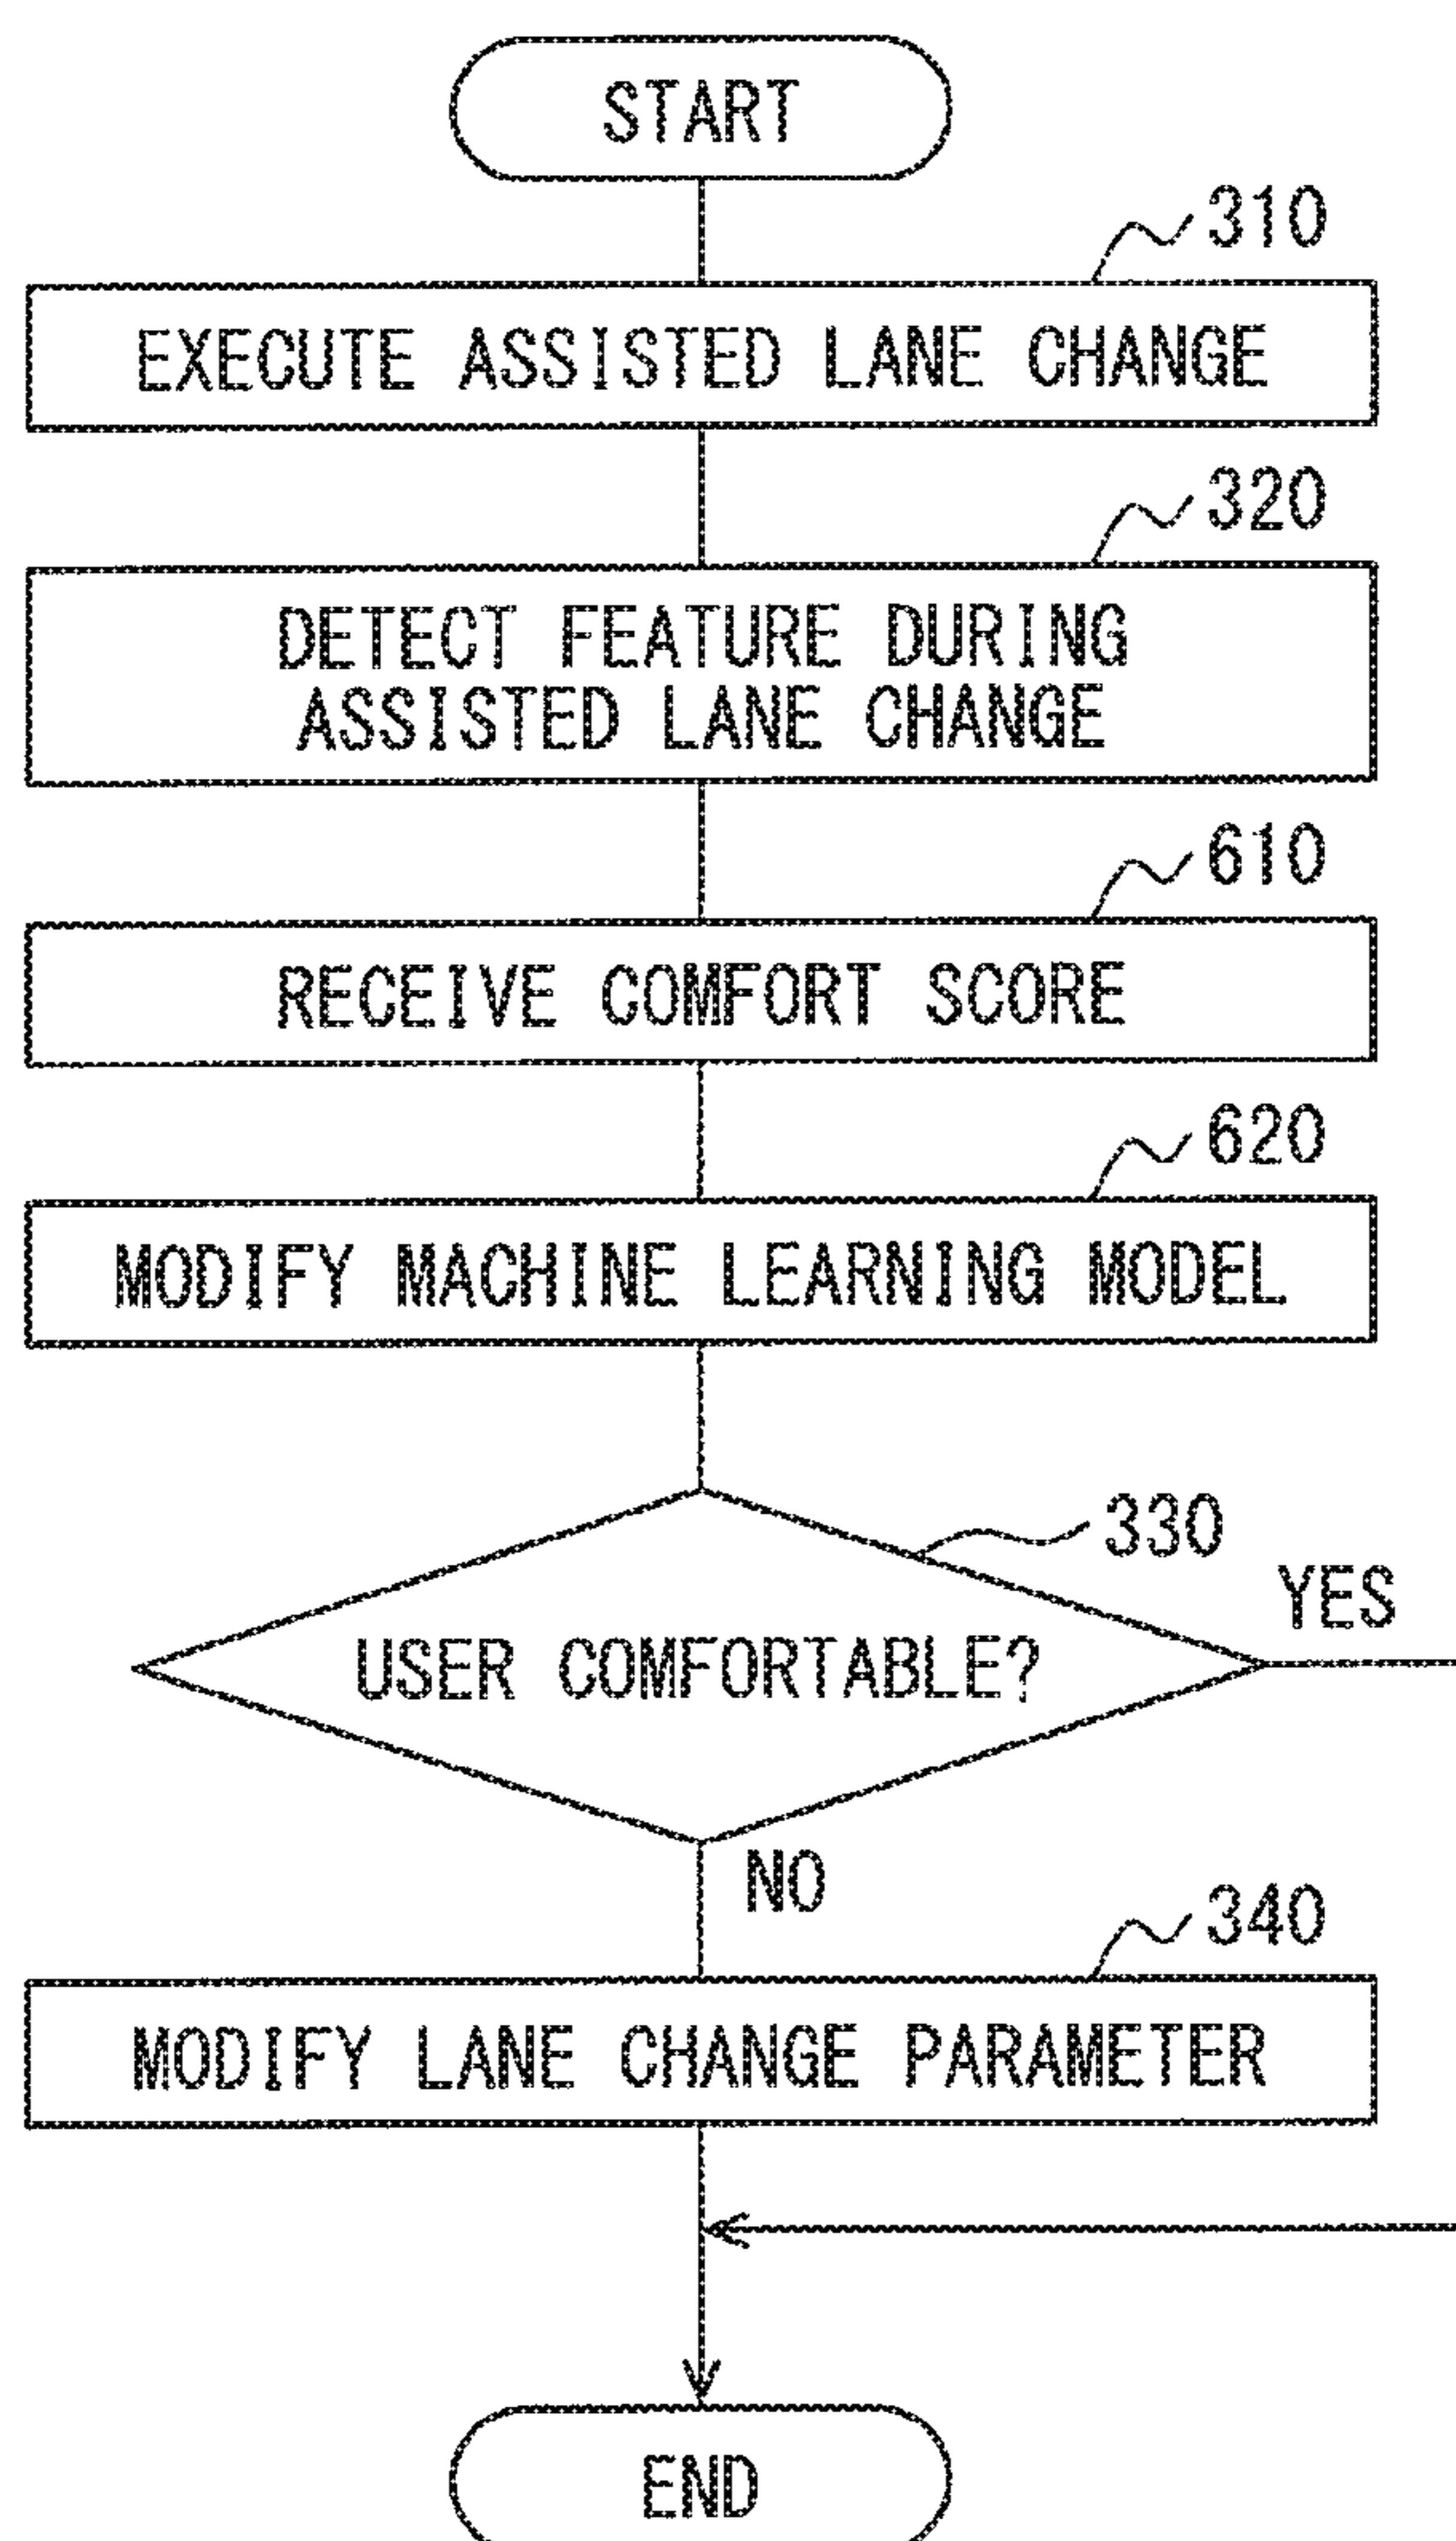 START
310
EXECUTE ASSISTED LANE CHANGE
320
DETECT FEATURE DURING
ASSISTED LANE CHANGE
610
RECEIVE COMFORT SCORE
620
MODIFY MACHINE LEARNING MODEL
330
YES
USER COMFORTABLE?
NO
340
MODIFY LANE CHANGE PARAMETER
END